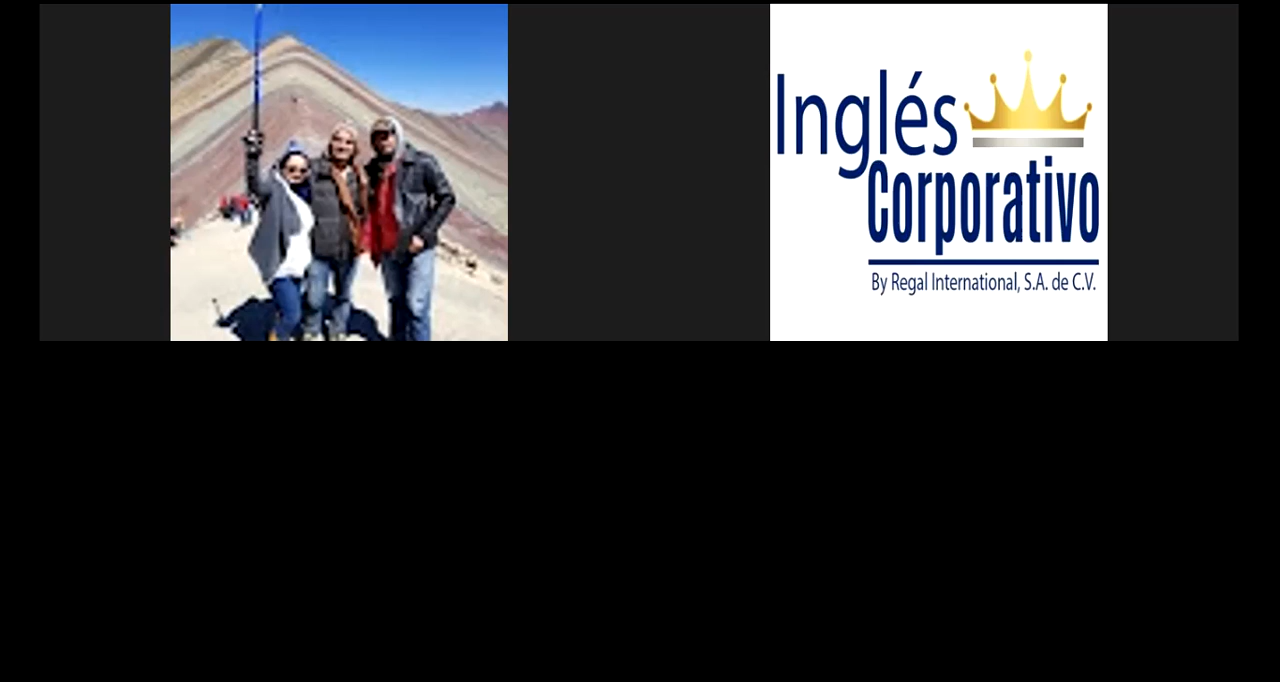 Inglés
Corporativo
By Regal International, S.A. de C.V.